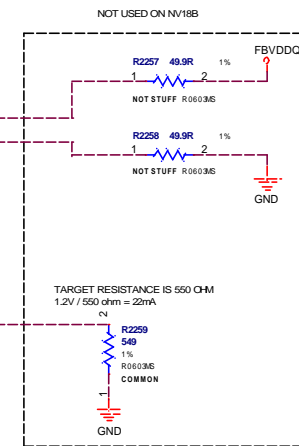 NOT USED ON NV18B
FBVDDQ
R2257 49.9R 1%
1 2
NOT STUFF R0603MS
R2258 49.9R 1%
1 2
NOT STUFF R0603MS
GND
TARGET RESISTANCE IS 550 OHM
1.2V / 550 ohm = 22mA
2
R2259
549
1%
R0603MS
COMMON
1
GND